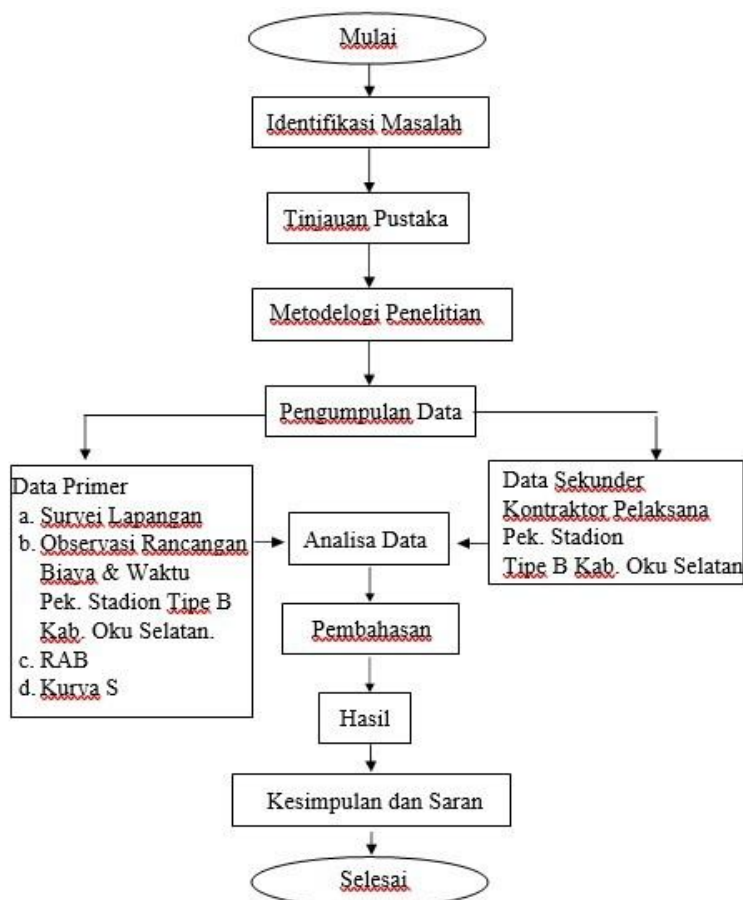 Mulai
Identifikasi Masalah
Tinjauan Pustaka
Metodelogi Penelitian
Pengumpulan Data
Data Primer
a. Survei Lapangan
b. Observasi Rancangan
Biaya & Waktu
Pek. Stadion Tipe B
Kab. Oku Selatan.
c. RAB
d. Kurva S
Data Sekunder
Kontraktor Pelaksana
Pek. Stadion
Tipe B Kab. Oku Selatan
Analisa Data
Pembahasan
Hasil
Kesimpulan dan Saran
Selesai